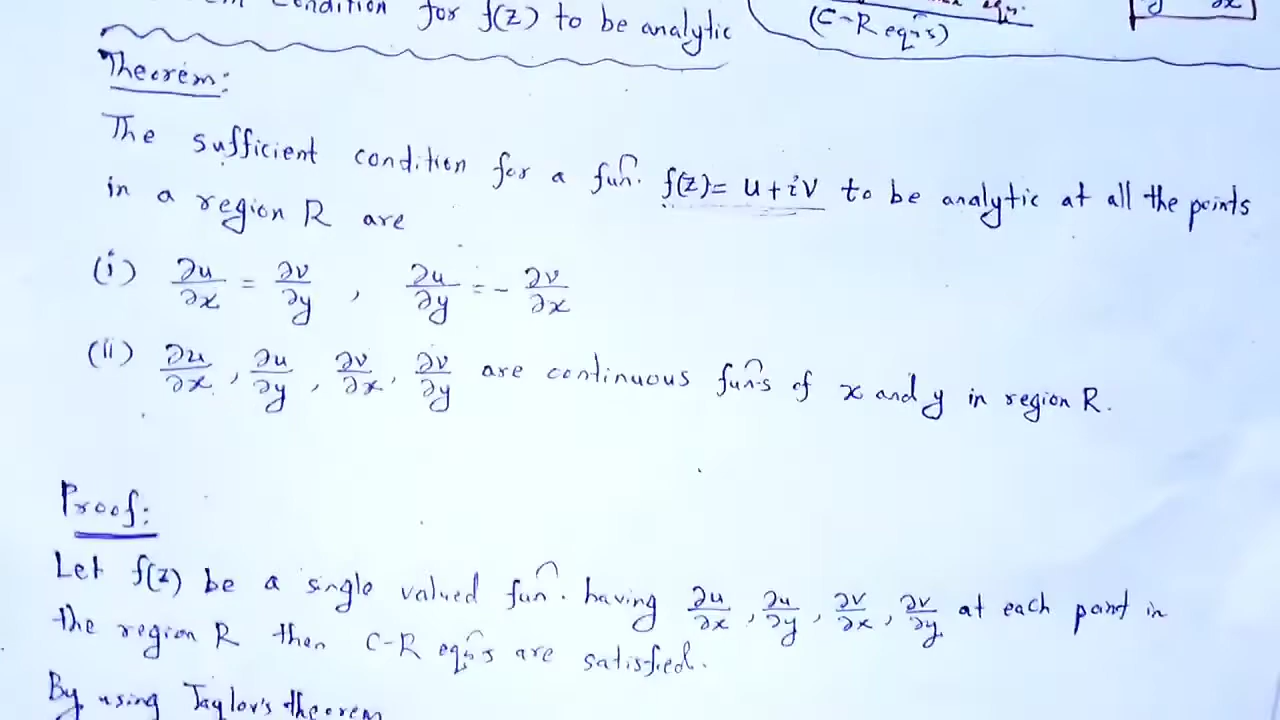 condition for f(z) to be analytic
(C-R eqns)
Theorem:
The sufficient condition for a fun. f(z)= u+iv to be analytic at all the points
in a region R are
(i) ∂u/∂x = ∂v/∂y , ∂u/∂y = - ∂v/∂x
(ii) ∂u/∂x , ∂u/∂y , ∂v/∂x , ∂v/∂y are continuous funs of x and y in region R.
Proof:
Let f(z) be a single valued fun. having ∂u/∂x , ∂u/∂y , ∂v/∂x , ∂v/∂y at each point in
the region R then C-R eqns are satisfied.
By using Taylor's theorem